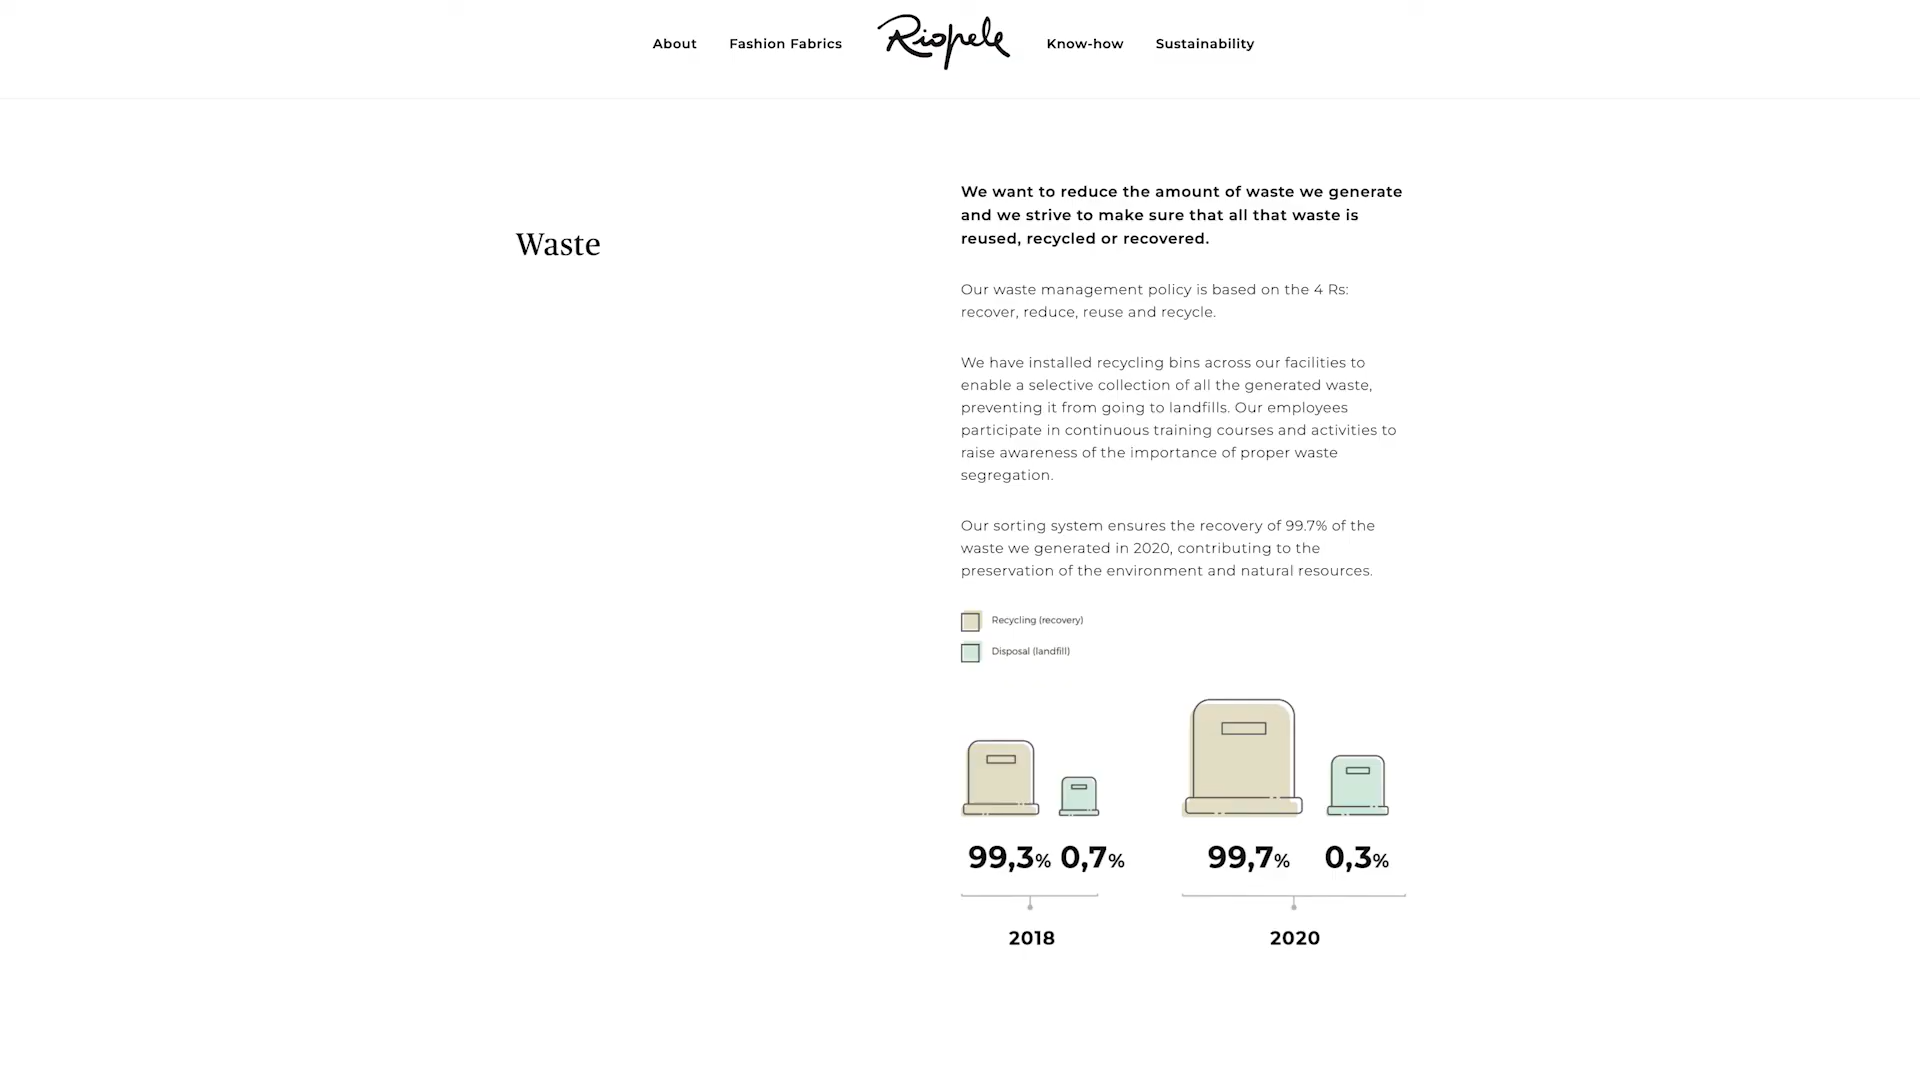 About
Fashion Fabrics
Riopele
Know-how
Sustainability
Waste
We want to reduce the amount of waste we generate
and we strive to make sure that all that waste is
reused, recycled or recovered.
Our waste management policy is based on the 4 Rs:
recover, reduce, reuse and recycle.
We have installed recycling bins across our facilities to
enable a selective collection of all the generated waste,
preventing it from going to landfills. Our employees
participate in continuous training courses and activities to
raise awareness of the importance of proper waste
segregation.
Our sorting system ensures the recovery of 99.7% of the
waste we generated in 2020, contributing to the
preservation of the environment and natural resources.
Recycling (recovery)
Disposal (landfill)
99,3% 0,7%
99,7% 0,3%
2018
2020